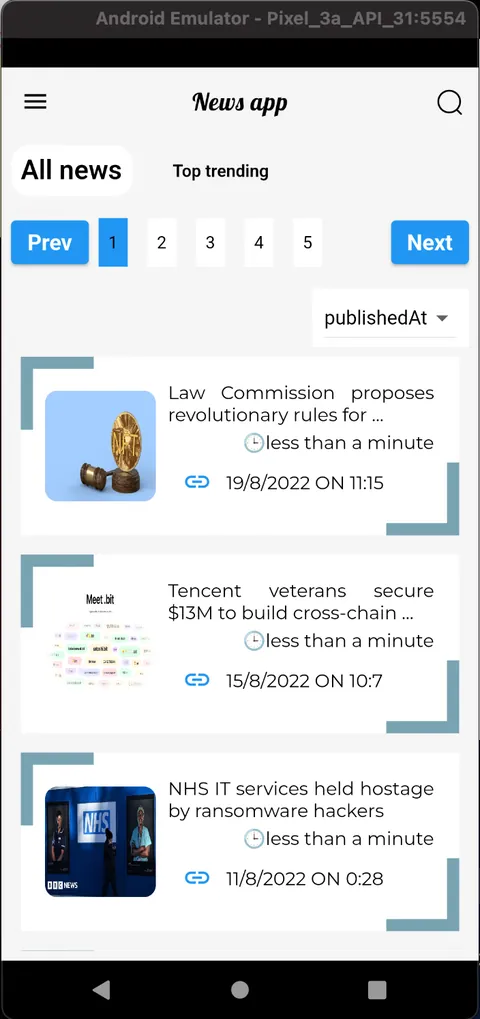 Android Emulator - Pixel_3a_API_31:5554
News app
All news
Top trending
Prev 1 2 3 4 5 Next
publishedAt
Law Commission proposes
revolutionary rules for ...
less than a minute
19/8/2022 ON 11:15
Meet .bit
Tencent veterans secure
$13M to build cross-chain ...
less than a minute
15/8/2022 ON 10:7
NHS
BBC NEWS
NHS IT services held hostage
by ransomware hackers
less than a minute
11/8/2022 ON 0:28